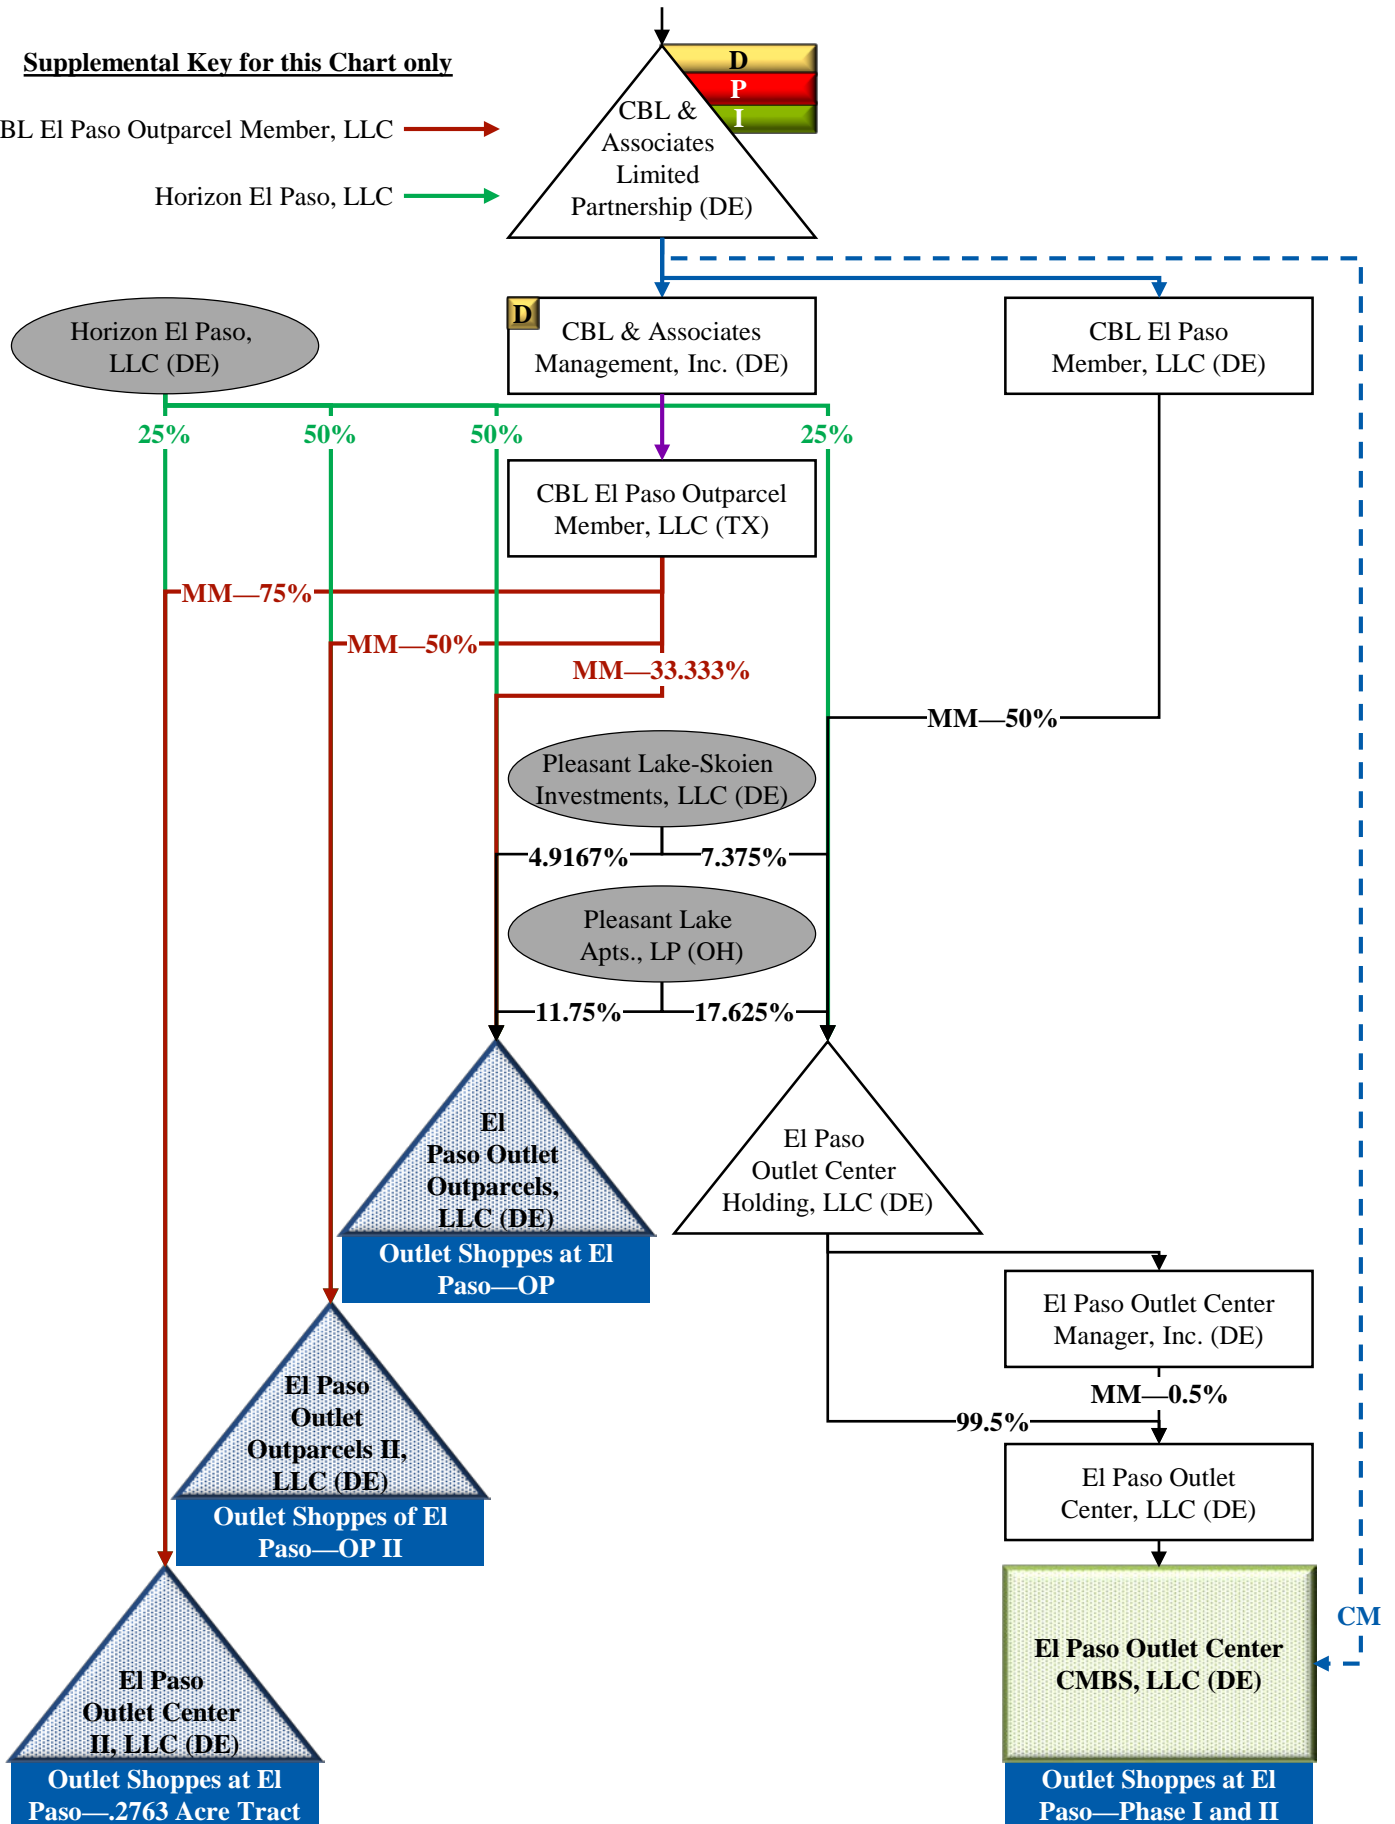 Supplemental Key for this Chart only
BL El Paso Outparcel Member, LLC
Horizon El Paso, LLC
D
P
I
CBL &
Associates
Limited
Partnership (DE)
Horizon El Paso,
LLC (DE)
D
CBL & Associates
Management, Inc. (DE)
CBL El Paso
Member, LLC (DE)
25%
50%
50%
25%
CBL El Paso Outparcel
Member, LLC (TX)
MM—75%
MM—50%
MM—33.333%
MM—50%
Pleasant Lake-Skoien
Investments, LLC (DE)
4.9167%
7.375%
Pleasant Lake
Apts., LP (OH)
11.75%
17.625%
El
Paso Outlet
Outparcels,
LLC (DE)
Outlet Shoppes at El
Paso—OP
El Paso
Outlet Center
Holding, LLC (DE)
El Paso Outlet Center
Manager, Inc. (DE)
MM—0.5%
99.5%
El Paso
Outlet
Outparcels II,
LLC (DE)
Outlet Shoppes of El
Paso—OP II
El Paso Outlet
Center, LLC (DE)
CM
El Paso Outlet Center
CMBS, LLC (DE)
Outlet Shoppes at El
Paso—Phase I and II
El Paso
Outlet Center
II, LLC (DE)
Outlet Shoppes at El
Paso—.2763 Acre Tract